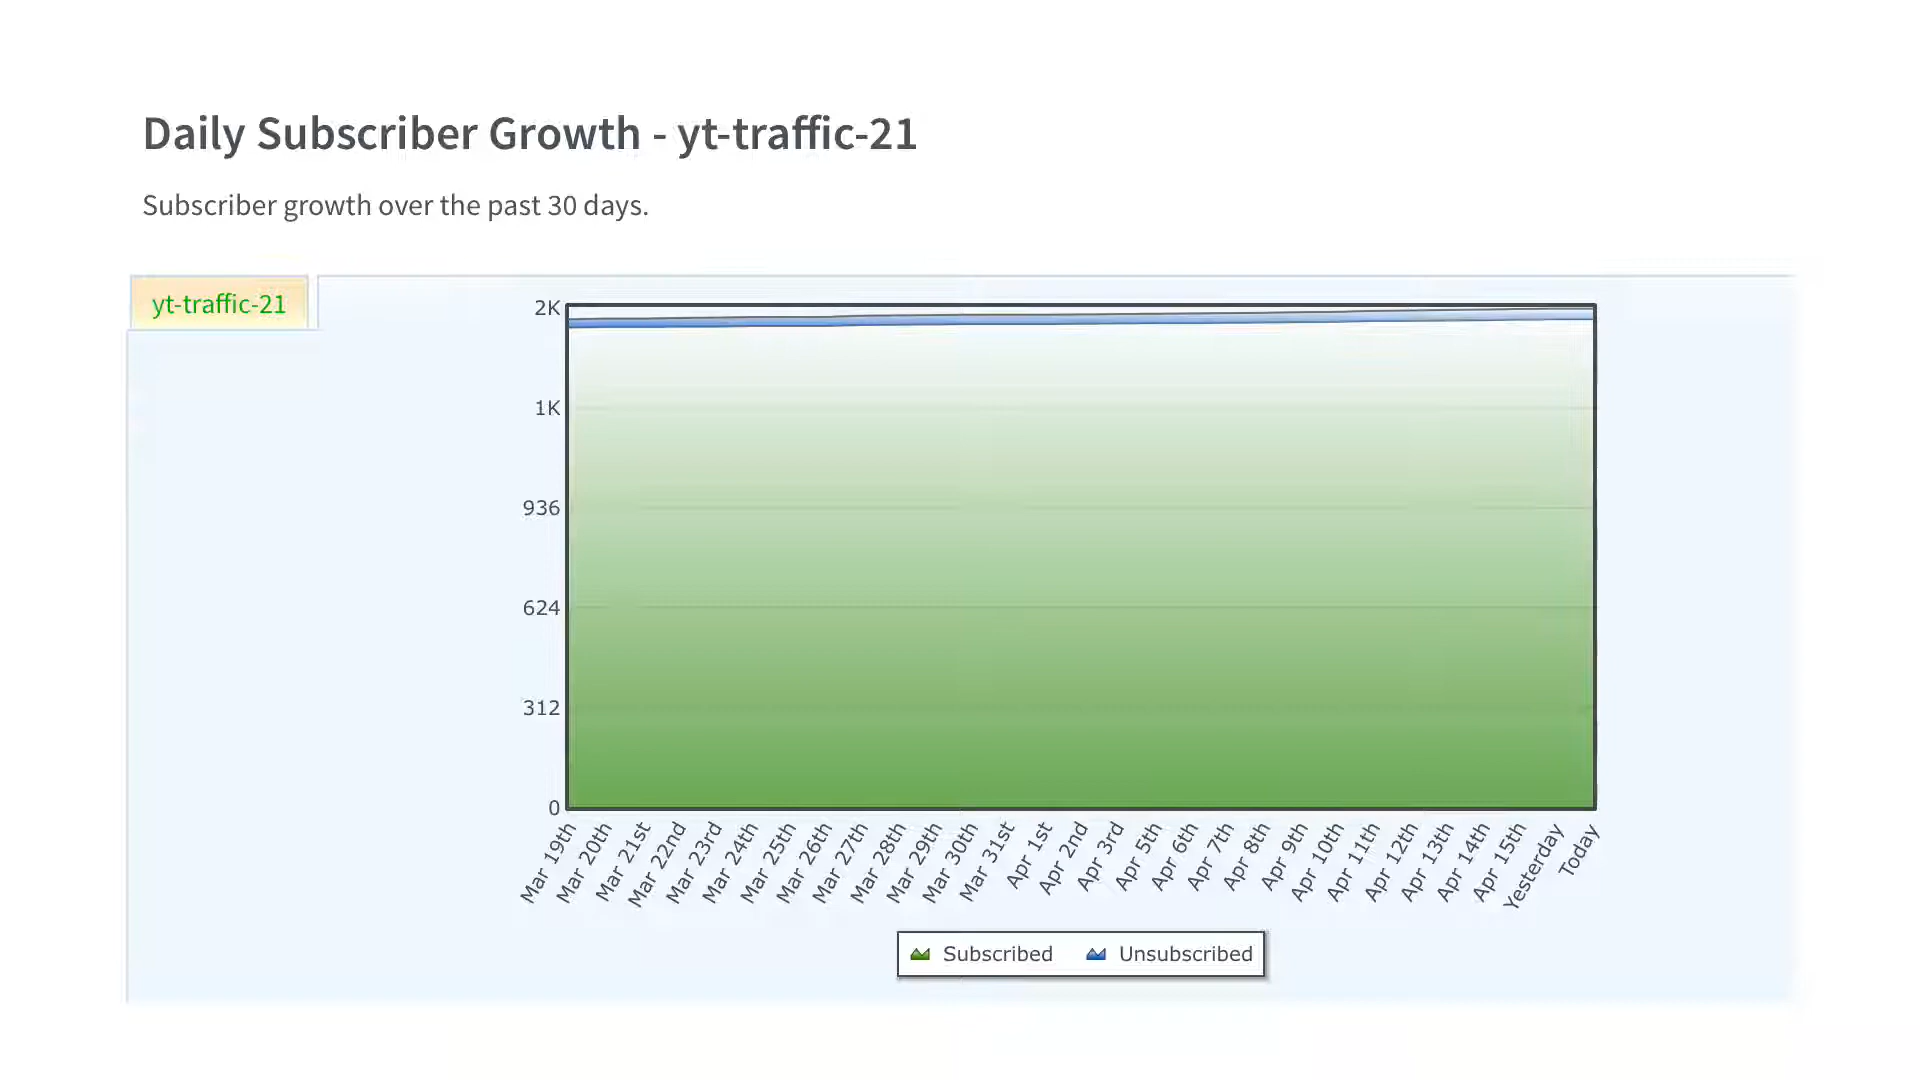 Daily Subscriber Growth - yt-traffic-21
Subscriber growth over the past 30 days.
yt-traffic-21
2K
1K
936
624
312
0
Mar 19th
Mar 20th
Mar 21st
Mar 22nd
Mar 23rd
Mar 24th
Mar 25th
Mar 26th
Mar 27th
Mar 28th
Mar 29th
Mar 30th
Mar 31st
Apr 1st
Apr 2nd
Apr 3rd
Apr 5th
Apr 6th
Apr 7th
Apr 8th
Apr 9th
Apr 10th
Apr 11th
Apr 12th
Apr 13th
Apr 14th
Apr 15th
Yesterday
Today
Subscribed Unsubscribed